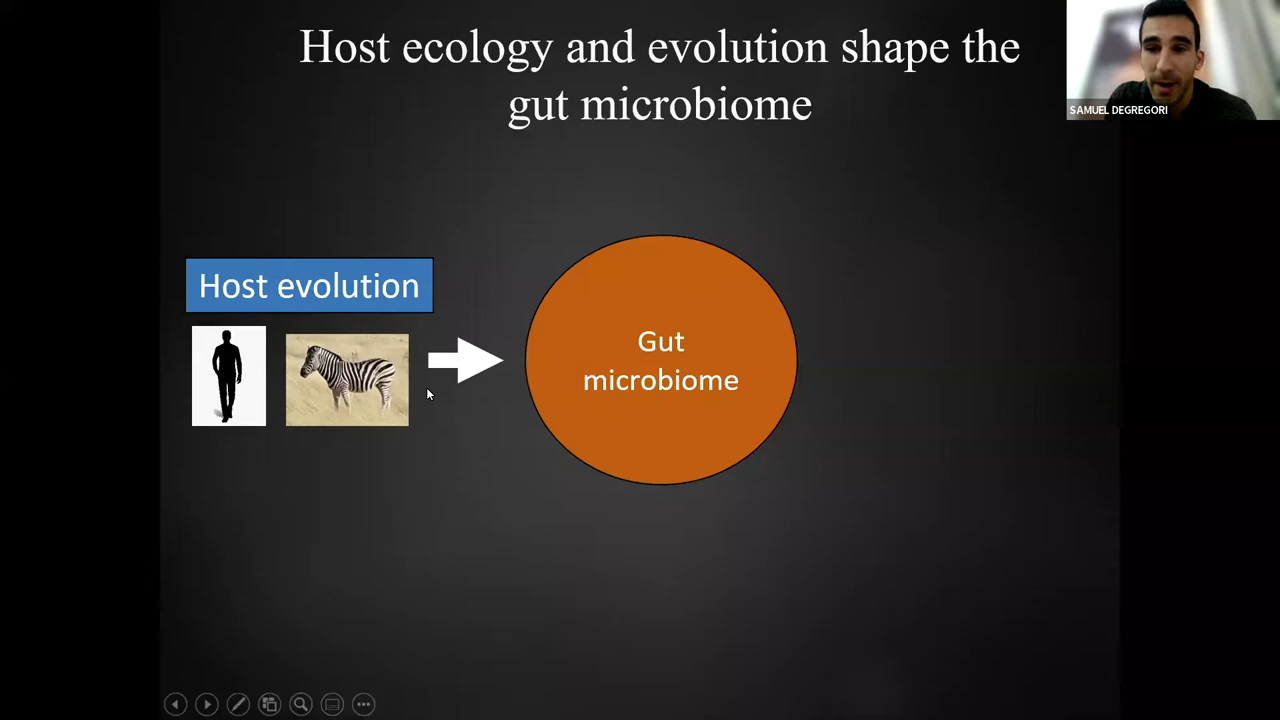 Host ecology and evolution shape the
gut microbiome
SAMUEL DEGREGORI
Host evolution
Gut
microbiome